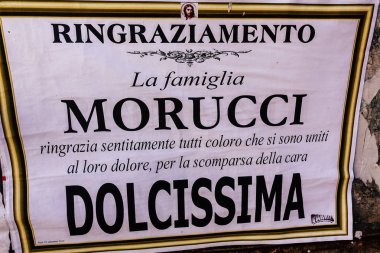 RINGRAZIAMENTO
La famiglia
MORUCCI
ringrazia sentitamente tutti coloro che si sono uniti
al loro dolore, per la scomparsa della cara
DOLCISSIMA